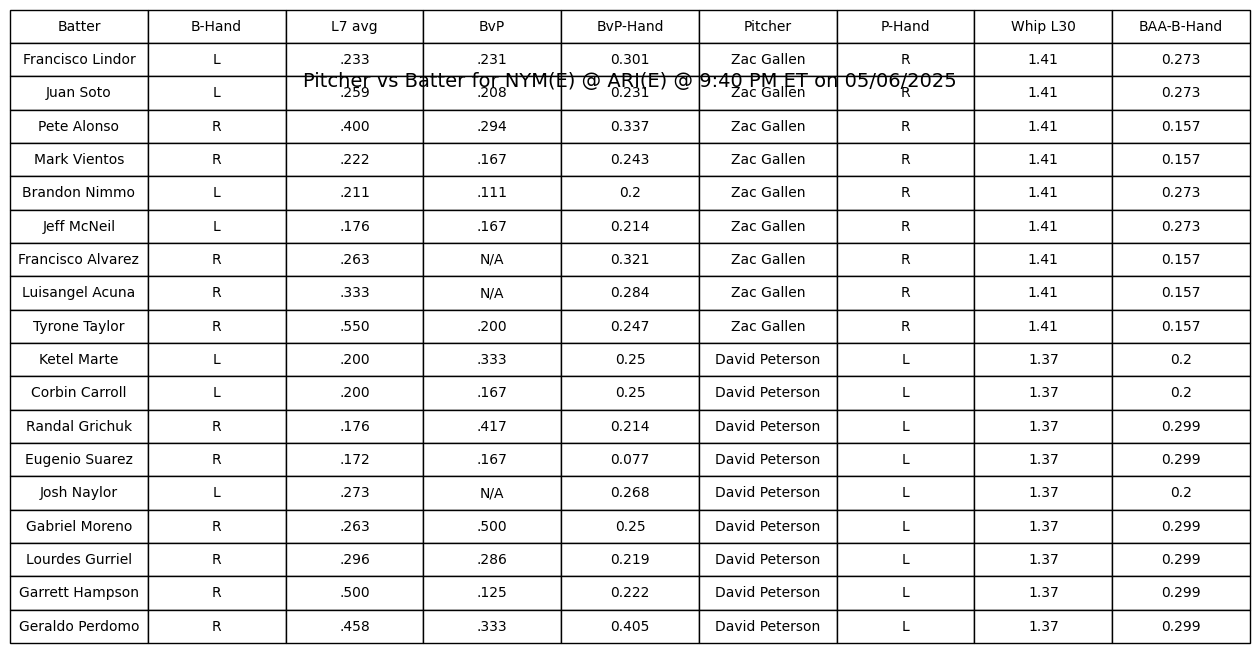 Batter B-Hand L7 avg BvP BvP-Hand Pitcher P-Hand Whip L30 BAA-B-Hand
Francisco Lindor L .233 .231 0.301 Zac Gallen R 1.41 0.273
Pitcher vs Batter for NYM(E) @ ARI(E) @ 9:40 PM ET on 05/06/2025
Juan Soto L .259 .208 0.231 Zac Gallen R 1.41 0.273
Pete Alonso R .400 .294 0.337 Zac Gallen R 1.41 0.157
Mark Vientos R .222 .167 0.243 Zac Gallen R 1.41 0.157
Brandon Nimmo L .211 .111 0.2 Zac Gallen R 1.41 0.273
Jeff McNeil L .176 .167 0.214 Zac Gallen R 1.41 0.273
Francisco Alvarez R .263 N/A 0.321 Zac Gallen R 1.41 0.157
Luisangel Acuna R .333 N/A 0.284 Zac Gallen R 1.41 0.157
Tyrone Taylor R .550 .200 0.247 Zac Gallen R 1.41 0.157
Ketel Marte L .200 .333 0.25 David Peterson L 1.37 0.2
Corbin Carroll L .200 .167 0.25 David Peterson L 1.37 0.2
Randal Grichuk R .176 .417 0.214 David Peterson L 1.37 0.299
Eugenio Suarez R .172 .167 0.077 David Peterson L 1.37 0.299
Josh Naylor L .273 N/A 0.268 David Peterson L 1.37 0.2
Gabriel Moreno R .263 .500 0.25 David Peterson L 1.37 0.299
Lourdes Gurriel R .296 .286 0.219 David Peterson L 1.37 0.299
Garrett Hampson R .500 .125 0.222 David Peterson L 1.37 0.299
Geraldo Perdomo R .458 .333 0.405 David Peterson L 1.37 0.299